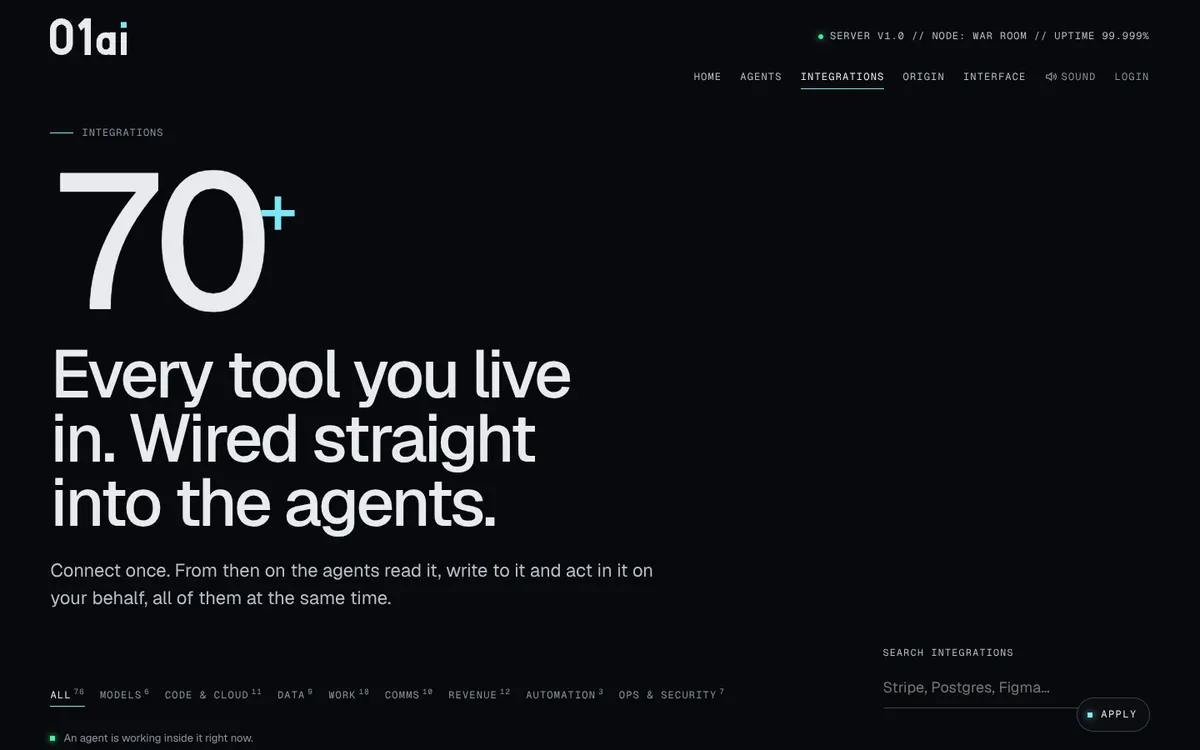 01ai
SERVER V1.0 // NODE: WAR ROOM // UPTIME 99.999%
HOME AGENTS INTEGRATIONS ORIGIN INTERFACE SOUND LOGIN
INTEGRATIONS
70+
Every tool you live
in. Wired straight
into the agents.
Connect once. From then on the agents read it, write to it and act in it on
your behalf, all of them at the same time.
SEARCH INTEGRATIONS
Stripe, Postgres, Figma...
ALL 76 MODELS 6 CODE & CLOUD 11 DATA 9 WORK 18 COMMS 10 REVENUE 12 AUTOMATION 3 OPS & SECURITY 7
APPLY
An agent is working inside it right now.